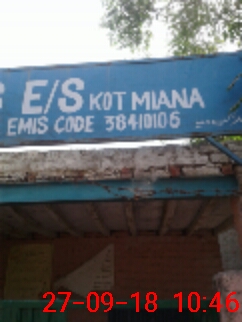 E/S KOT MIANA
EMIS CODE 38410106
27-09-18 10:46